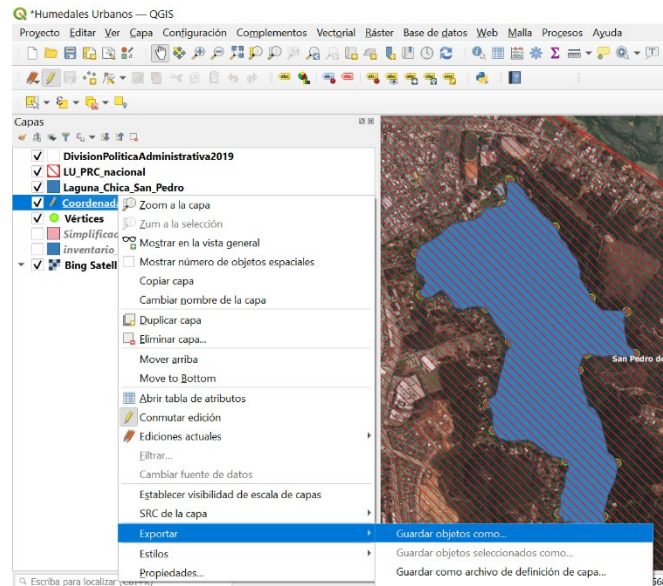 *Humedales Urbanos — QGIS
Proyecto Editar Ver Capa Configuración Complementos Vectorial Ráster Base de datos Web Malla Procesos Ayuda
Capas
DivisionPoliticaAdministrativa2019
LU_PRC_nacional
Laguna_Chica_San_Pedro
Coordenad
Vértices
Simplificad
inventario_
Bing Satell
Zoom a la capa
Zum a la selección
Mostrar en la vista general
Mostrar número de objetos espaciales
Copiar capa
Cambiar nombre de la capa
Duplicar capa
Eliminar capa...
Mover arriba
Move to Bottom
Abrir tabla de atributos
Conmutar edición
Ediciones actuales
Filtrar...
Cambiar fuente de datos
Establecer visibilidad de escala de capas
SRC de la capa
Exportar
Estilos
Propiedades...
Guardar objetos como...
Guardar objetos seleccionados como...
Guardar como archivo de definición de capa...
San Pedro de
Escriba para localizar (Ctrl+K)